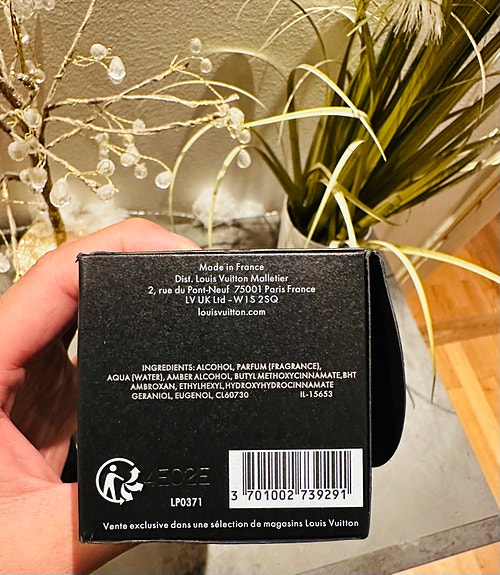 Made in France
Dist. Louis Vuitton Malletier
2, rue du Pont-Neuf 75001 Paris France
LV UK Ltd - W1S 2SQ
louisvuitton.com
INGREDIENTS: ALCOHOL, PARFUM (FRAGRANCE),
AQUA (WATER), AMBER ALCOHOL, BUTYL METHOXYCINNAMATE, BHT
AMBROXAN, ETHYLHEXYL, HYDROXYHYDROCINNAMATE
GERANIOL, EUGENOL, CL60730 IL-15653
4E02E
LP0371
3 701002 739291
Vente exclusive dans une sélection de magasins Louis Vuitton